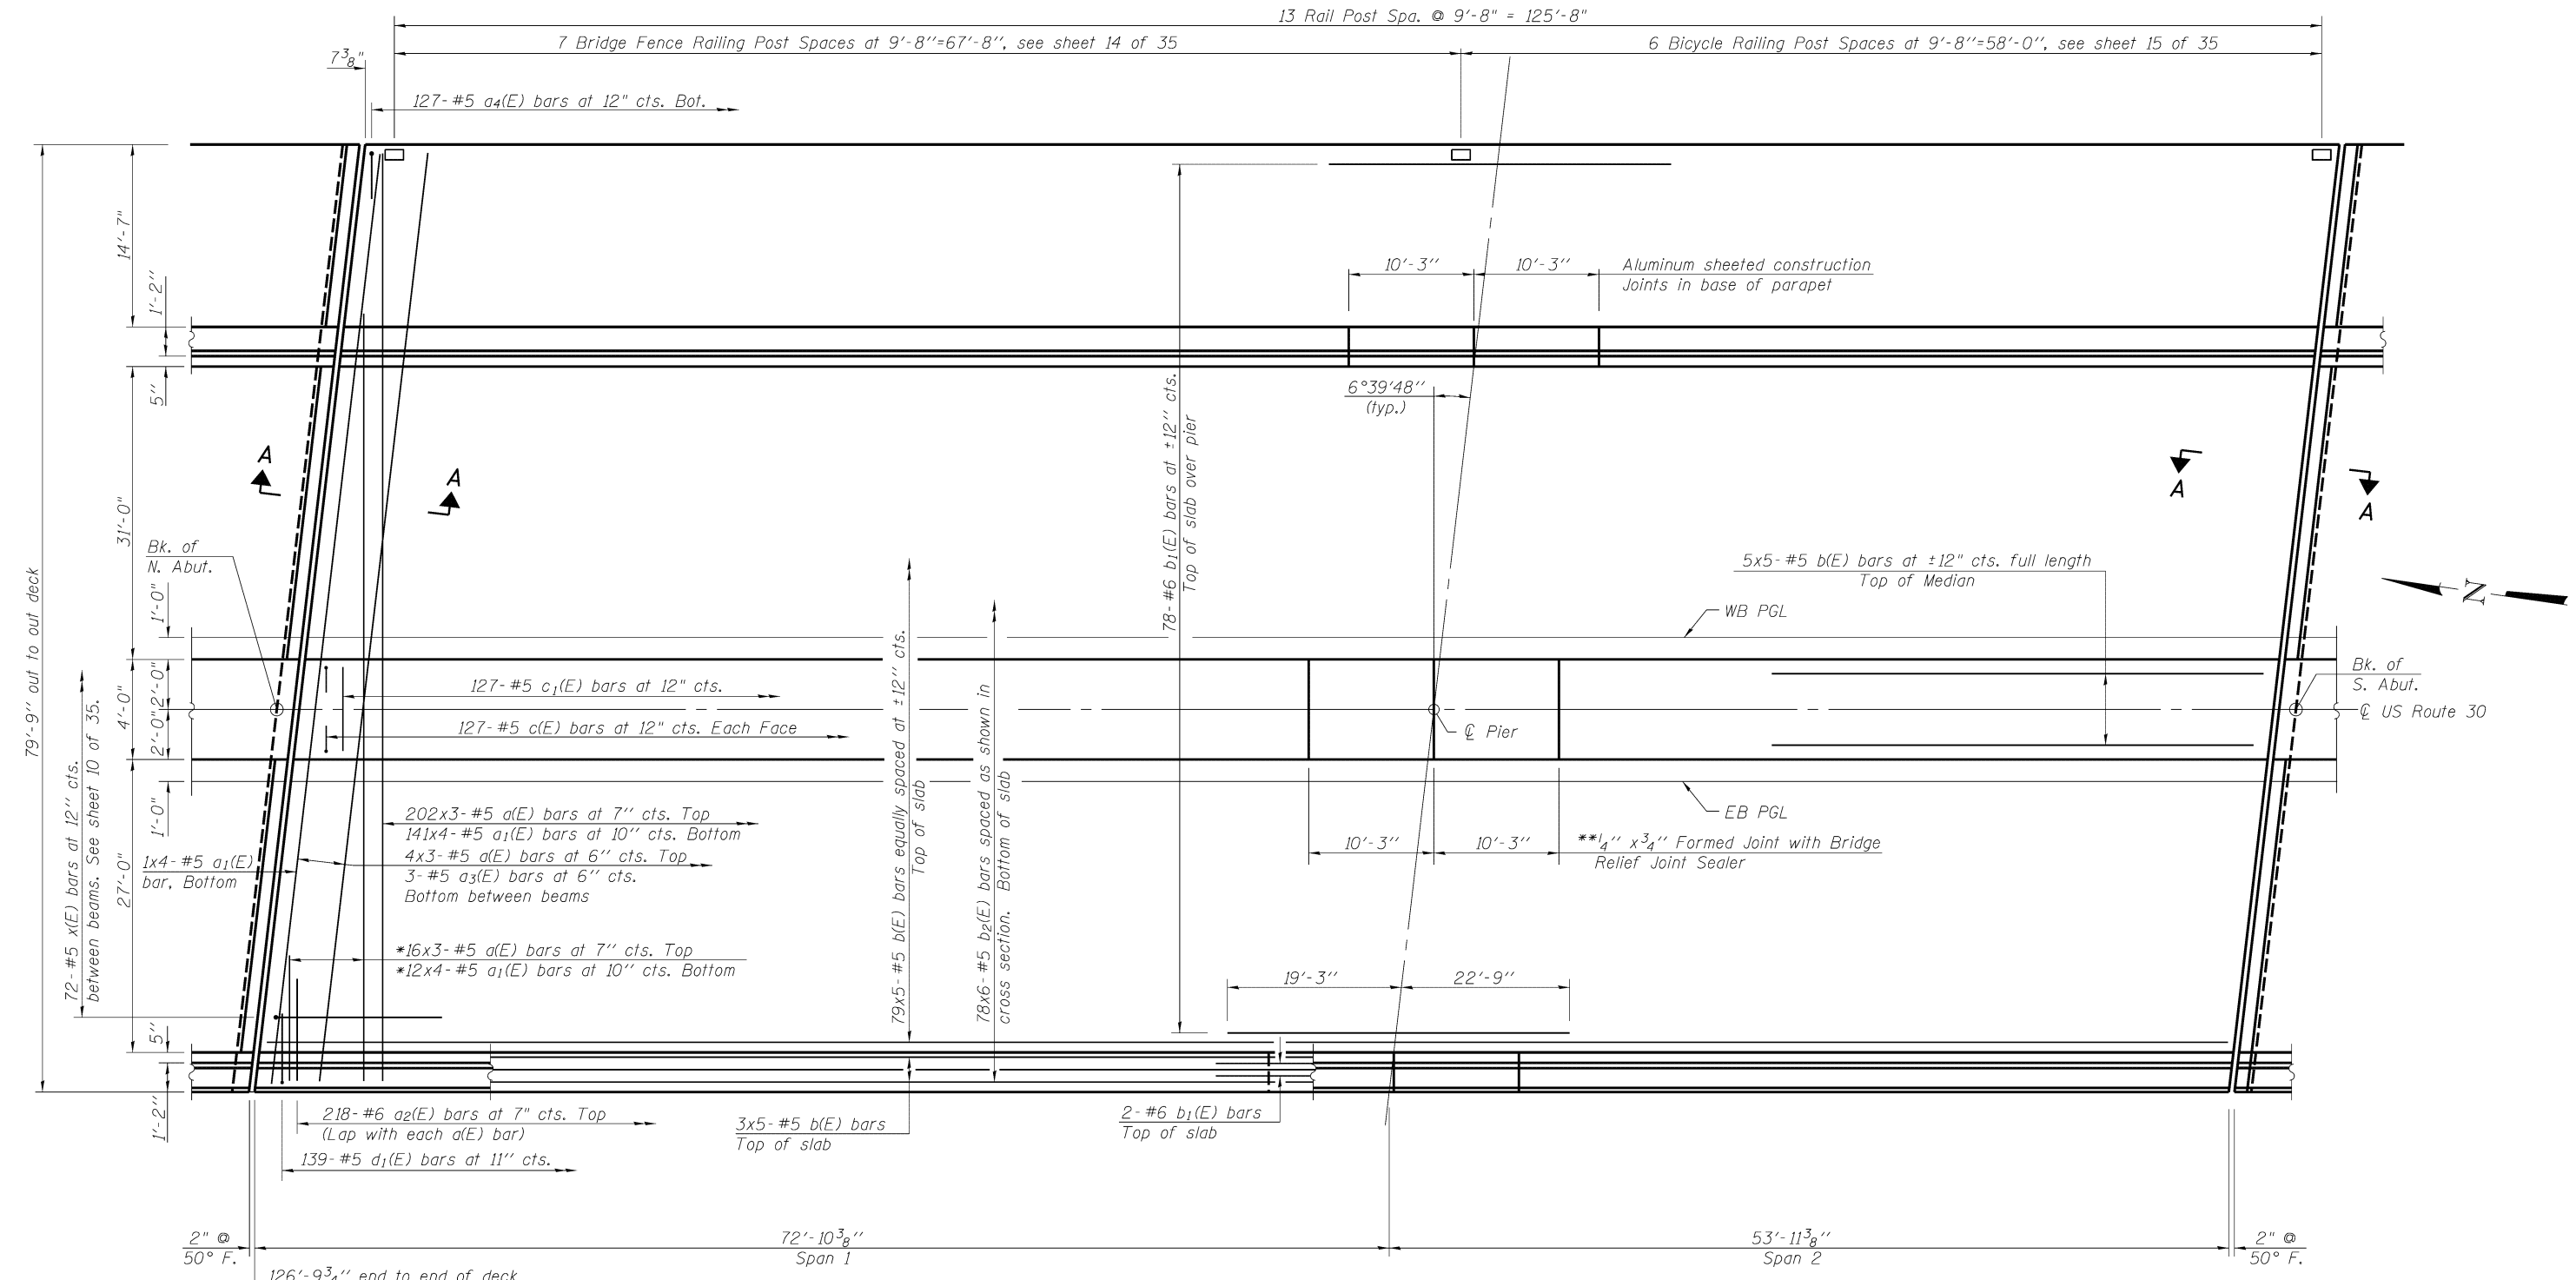 13 Rail Post Spa. @ 9'-8" = 125'-8"
7 Bridge Fence Railing Post Spaces at 9'-8"=67'-8", see sheet 14 of 35
6 Bicycle Railing Post Spaces at 9'-8"=58'-0", see sheet 15 of 35
7 3/8"
127-#5 a4(E) bars at 12" cts. Bot.
14'-7"
1'-2"
5"
10'-3"
10'-3"
Aluminum sheeted construction
Joints in base of parapet
6°39'48"
(typ.)
78-#6 b1(E) bars at ±12" cts.
Top of slab over pier
A
A
A
A
31'-0"
79'-9" out to out deck
Bk. of
N. Abut.
5x5-#5 b(E) bars at ±12" cts. full length
Top of Median
N
WB PGL
1'-0"
2'-0"
4'-0"
2'-0"
1'-0"
127-#5 c1(E) bars at 12" cts.
127-#5 c(E) bars at 12" cts. Each Face
℄ Pier
Bk. of
S. Abut.
℄ US Route 30
EB PGL
72-#5 x(E) bars at 12" cts.
between beams. See sheet 10 of 35.
27'-0"
1x4-#5 a1(E)
bar, Bottom
202x3-#5 a(E) bars at 7" cts. Top
141x4-#5 a1(E) bars at 10" cts. Bottom
4x3-#5 a(E) bars at 6" cts. Top
3-#5 a3(E) bars at 6" cts.
Bottom between beams
*16x3-#5 a(E) bars at 7" cts. Top
*12x4-#5 a1(E) bars at 10" cts. Bottom
79x5-#5 b(E) bars equally spaced at ±12" cts.
Top of slab
78x6-#5 b2(E) bars spaced as shown in
cross section. Bottom of slab
10'-3"
10'-3"
**1/4" x 3/4" Formed Joint with Bridge
Relief Joint Sealer
19'-3"
22'-9"
5"
1'-2"
218-#6 a2(E) bars at 7" cts. Top
(Lap with each a(E) bar)
139-#5 d1(E) bars at 11" cts.
3x5-#5 b(E) bars
Top of slab
2-#6 b1(E) bars
Top of slab
2" @
50° F.
72'-10 3/8"
Span 1
53'-11 3/8"
Span 2
2" @
50° F.
126'-9 3/4" end to end of deck